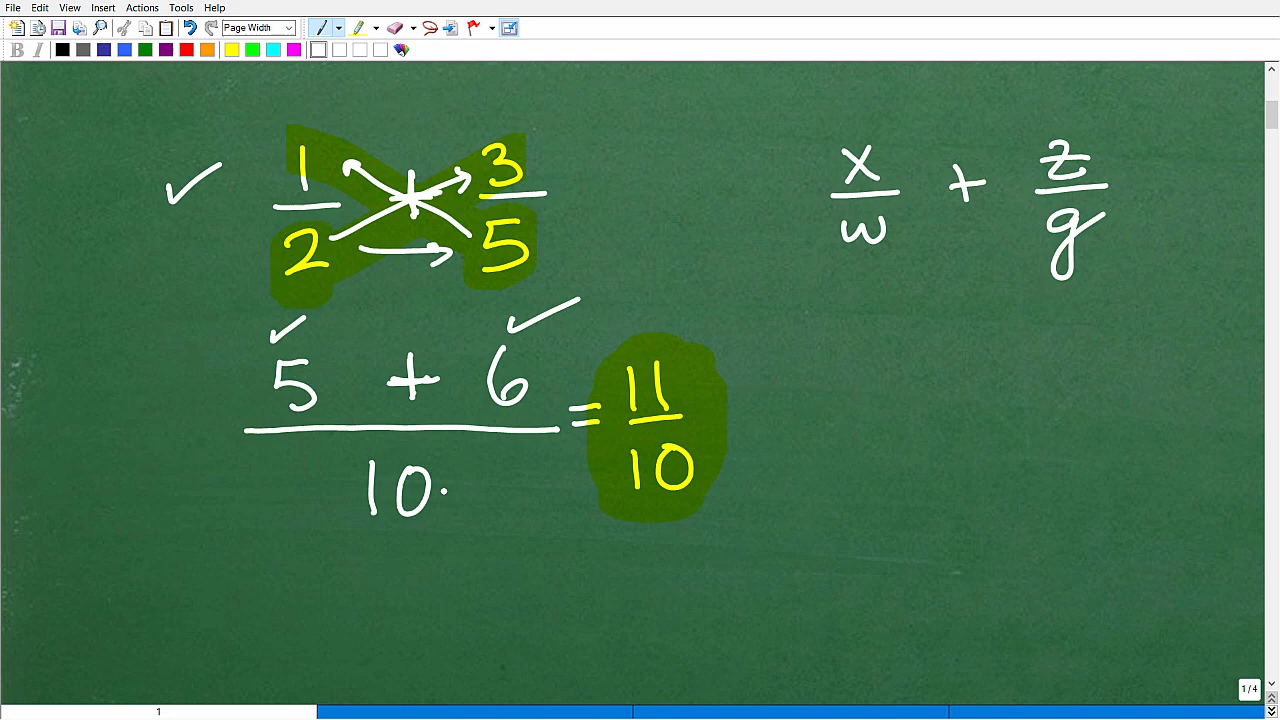 File Edit View Insert Actions Tools Help
Page Width
B I
1/2 + 3/5
x/w + z/g
(5 + 6)/10 = 11/10
1/4
1